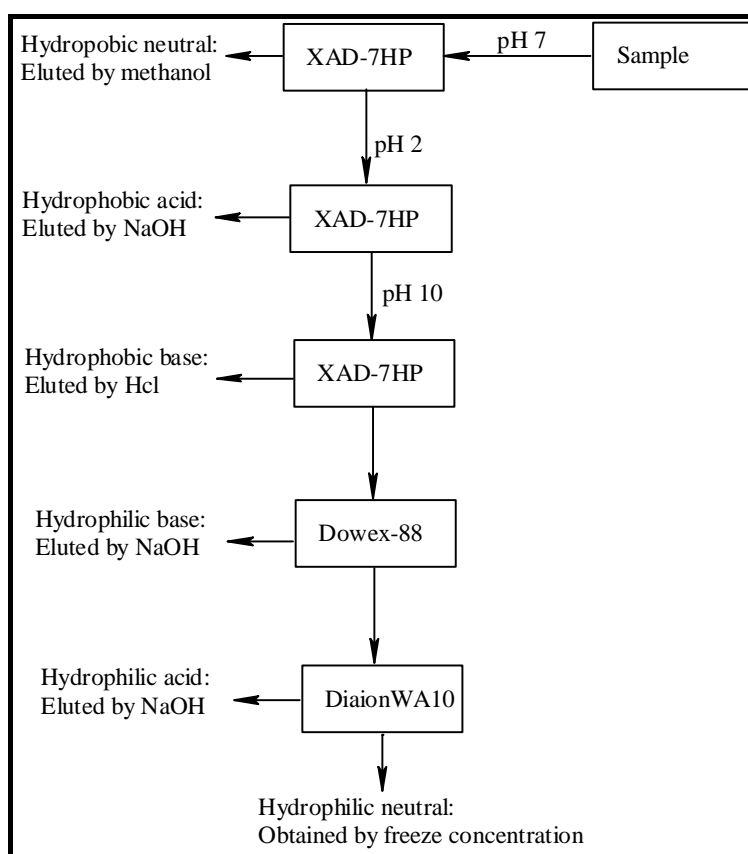 Hydropobic neutral:
Eluted by methanol
XAD-7HP
pH 7
Sample
pH 2
Hydrophobic acid:
Eluted by NaOH
XAD-7HP
pH 10
Hydrophobic base:
Eluted by Hcl
XAD-7HP
Hydrophilic base:
Eluted by NaOH
Dowex-88
Hydrophilic acid:
Eluted by NaOH
DiaionWA10
Hydrophilic neutral:
Obtained by freeze concentration